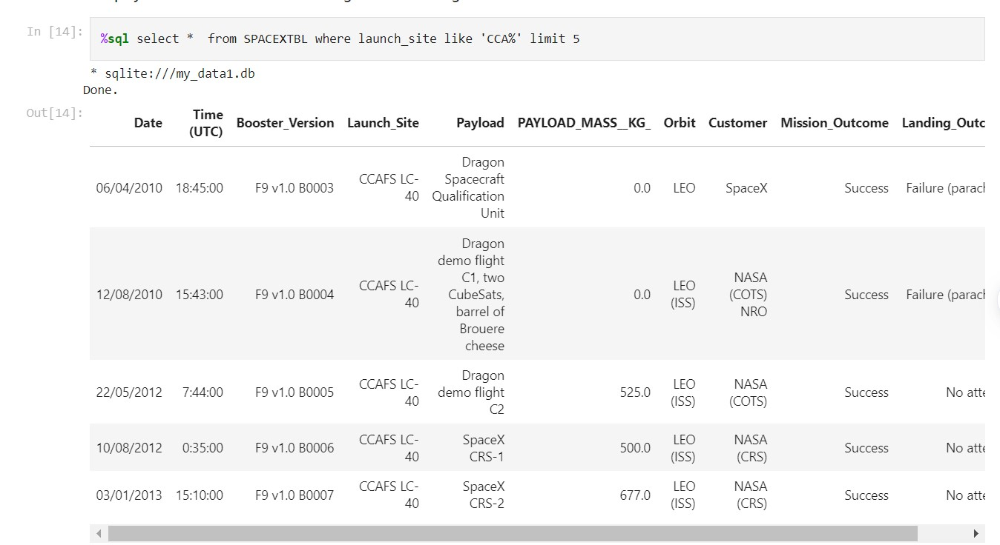 In [14]: %sql select *  from SPACEXTBL where launch_site like 'CCA%' limit 5
* sqlite:///my_data1.db
Done.
Out[14]:
Date Time (UTC) Booster_Version Launch_Site Payload PAYLOAD_MASS__KG_ Orbit Customer Mission_Outcome Landing_Outc
06/04/2010 18:45:00 F9 v1.0 B0003 CCAFS LC-40 Dragon Spacecraft Qualification Unit 0.0 LEO SpaceX Success Failure (parach
12/08/2010 15:43:00 F9 v1.0 B0004 CCAFS LC-40 Dragon demo flight C1, two CubeSats, barrel of Brouere cheese 0.0 LEO (ISS) NASA (COTS) NRO Success Failure (parach
22/05/2012 7:44:00 F9 v1.0 B0005 CCAFS LC-40 Dragon demo flight C2 525.0 LEO (ISS) NASA (COTS) Success No atte
10/08/2012 0:35:00 F9 v1.0 B0006 CCAFS LC-40 SpaceX CRS-1 500.0 LEO (ISS) NASA (CRS) Success No atte
03/01/2013 15:10:00 F9 v1.0 B0007 CCAFS LC-40 SpaceX CRS-2 677.0 LEO (ISS) NASA (CRS) Success No atte